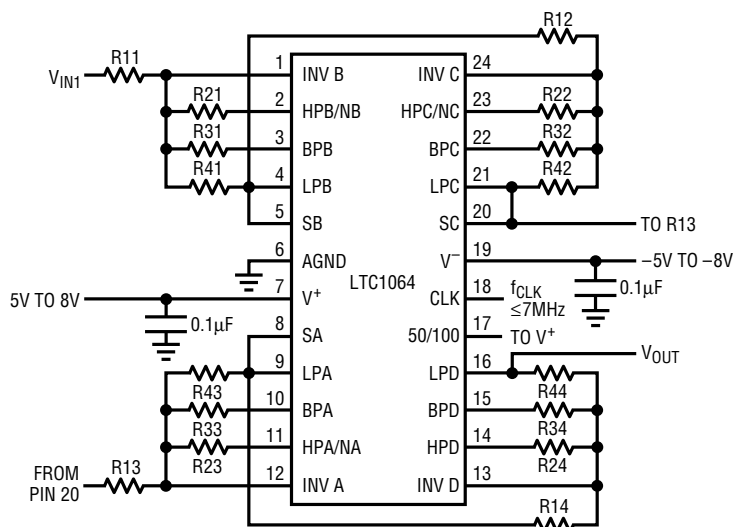 R12
R11
V_IN1
1 INV B INV C 24
R21 2 HPB/NB HPC/NC 23 R22
R31 3 BPB BPC 22 R32
R41 4 LPB LPC 21 R42
5 SB SC 20 TO R13
6 AGND V– 19 –5V TO –8V
LTC1064
5V TO 8V 7 V+ CLK 18 fCLK ≤7MHz 0.1µF
0.1µF 8 SA 50/100 17 TO V+
9 LPA LPD 16 VOUT
R43 10 BPA BPD 15 R44
R33 11 HPA/NA HPD 14 R34
R23 R24
FROM PIN 20 R13 12 INV A INV D 13
R14